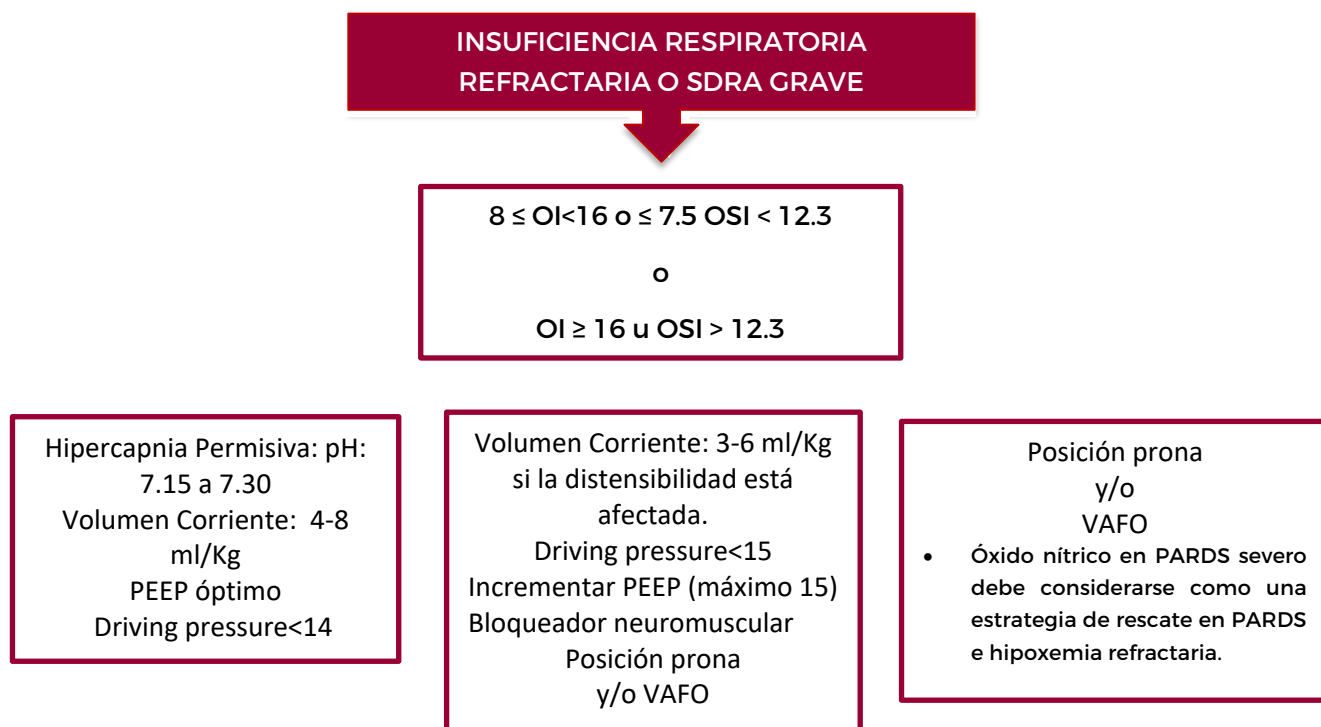 INSUFICIENCIA RESPIRATORIA
REFRACTARIA O SDRA GRAVE
8 ≤ OI<16 o ≤ 7.5 OSI < 12.3
o
OI ≥ 16 u OSI > 12.3
Hipercapnia Permisiva: pH:
7.15 a 7.30
Volumen Corriente: 4-8
ml/Kg
PEEP óptimo
Driving pressure<14
Volumen Corriente: 3-6 ml/Kg
si la distensibilidad está
afectada.
Driving pressure<15
Incrementar PEEP (máximo 15)
Bloqueador neuromuscular
Posición prona
y/o VAFO
Posición prona
y/o
VAFO
• Óxido nítrico en PARDS severo
debe considerarse como una
estrategia de rescate en PARDS
e hipoxemia refractaria.